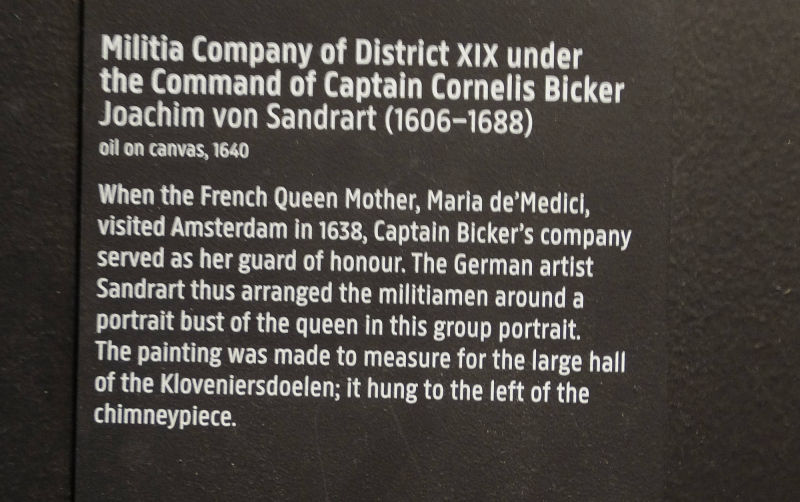 Militia Company of District XIX under
the Command of Captain Cornelis Bicker
Joachim von Sandrart (1606–1688)
oil on canvas, 1640
When the French Queen Mother, Maria de’Medici,
visited Amsterdam in 1638, Captain Bicker’s company
served as her guard of honour. The German artist
Sandrart thus arranged the militiamen around a
portrait bust of the queen in this group portrait.
The painting was made to measure for the large hall
of the Kloveniersdoelen; it hung to the left of the
chimneypiece.